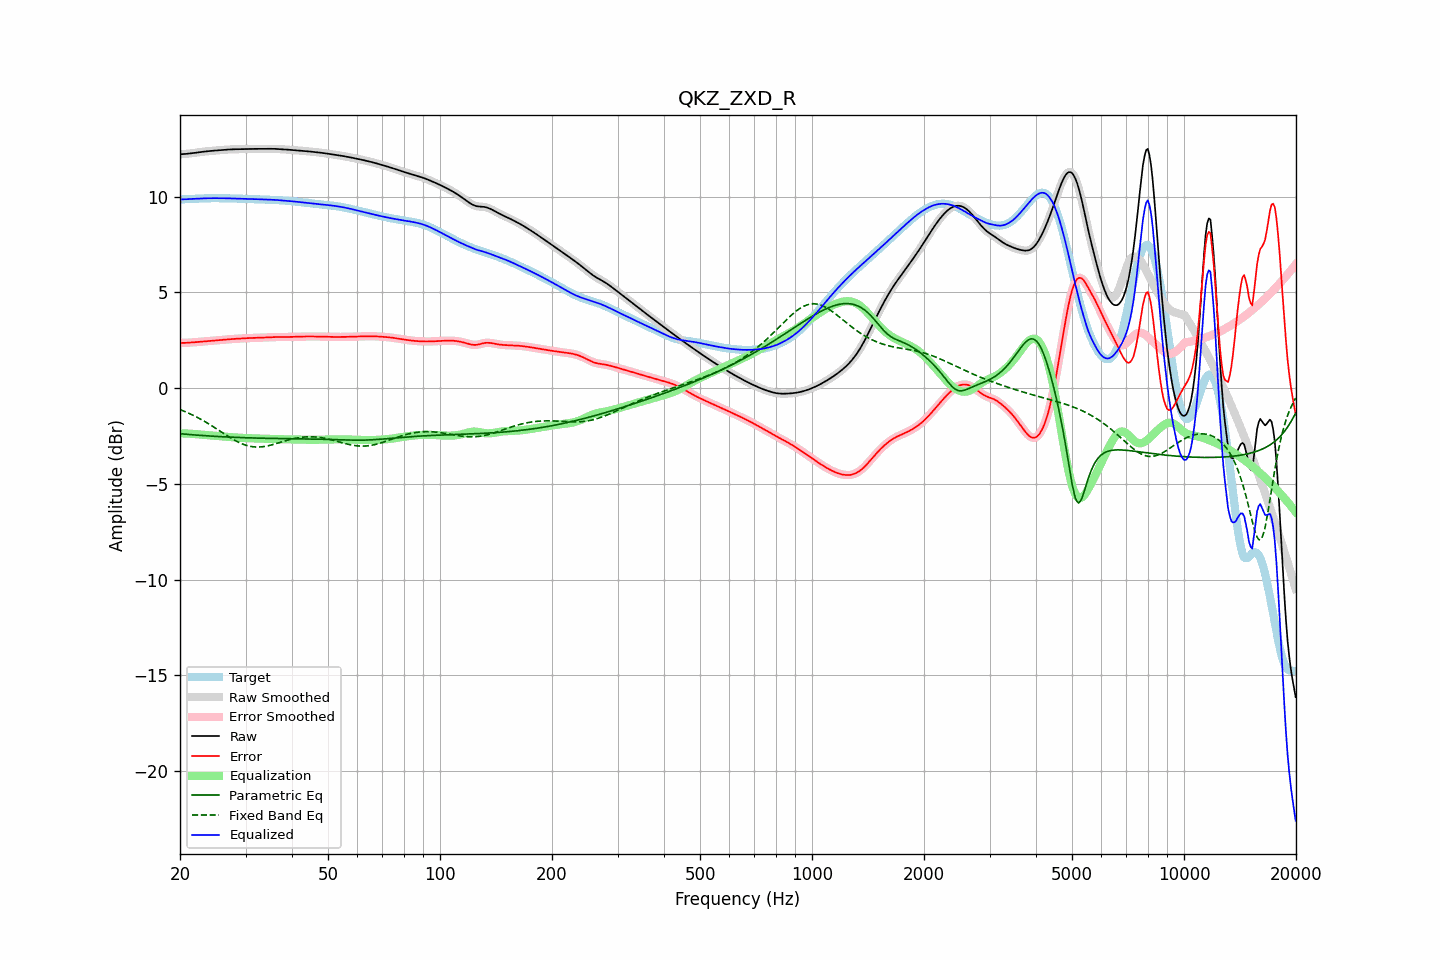 QKZ_ZXD_R
Amplitude (dBr)
10
5
0
−5
−10
−15
−20
Target
Raw Smoothed
Error Smoothed
Raw
Error
Equalization
Parametric Eq
Fixed Band Eq
Equalized
20 50 100 200 500 1000 2000 5000 10000 20000
Frequency (Hz)